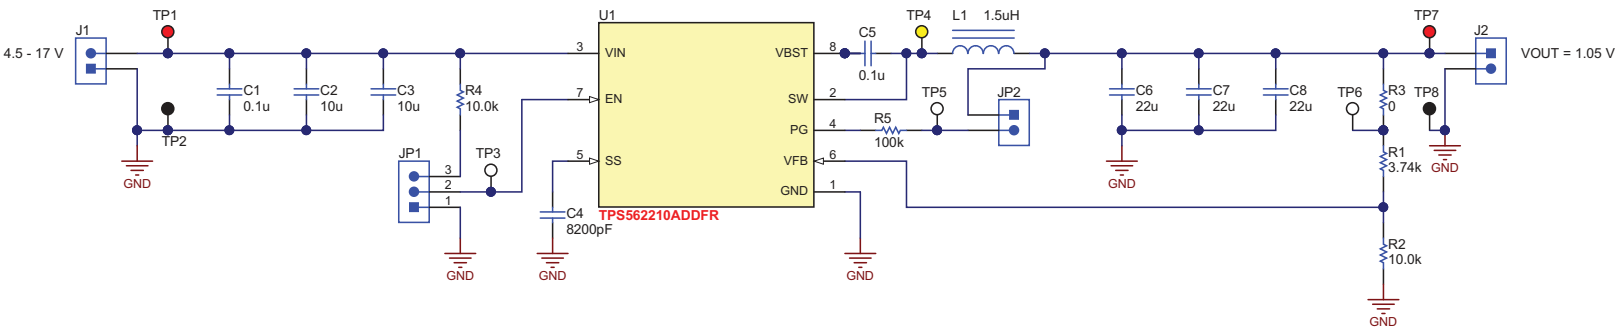 J1
4.5 - 17 V
TP1
TP2
GND
C1
0.1u
C2
10u
C3
10u
R4
10.0k
JP1
3
2
1
GND
TP3
C4
8200pF
GND
U1
3
VIN
7
EN
5
SS
VBST
8
SW
2
PG
4
VFB
6
GND
1
TPS562210ADDFR
GND
C5
0.1u
TP4
L1
1.5uH
R5
100k
TP5
JP2
C6
22u
C7
22u
C8
22u
GND
TP6
R3
0
R1
3.74k
R2
10.0k
GND
TP7
TP8
GND
J2
VOUT = 1.05 V